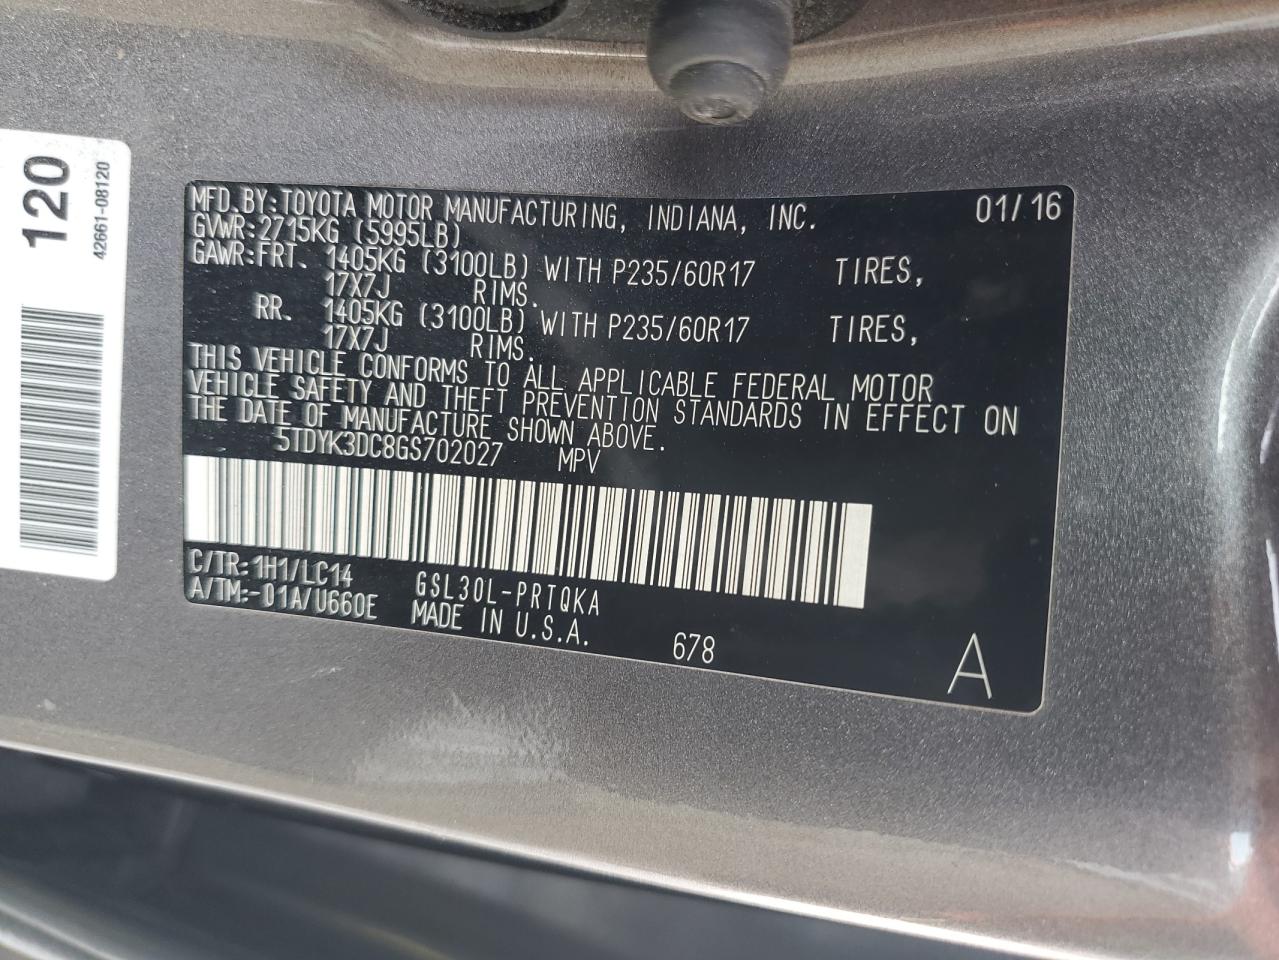 120
42661-08120
MFD.BY:TOYOTA MOTOR MANUFACTURING, INDIANA, INC. 01/16
GVWR:2715KG (5995LB)
GAWR:FRT. 1405KG (3100LB) WITH P235/60R17 TIRES,
17X7J RIMS.
RR. 1405KG (3100LB) WITH P235/60R17 TIRES,
17X7J RIMS.
THIS VEHICLE CONFORMS TO ALL APPLICABLE FEDERAL MOTOR
VEHICLE SAFETY AND THEFT PREVENTION STANDARDS IN EFFECT ON
THE DATE OF MANUFACTURE SHOWN ABOVE.
5TDYK3DC8GS702027 MPV
C/TR:1H1/LC14 GSL30L-PRTQKA
A/TM:-01A/U660E MADE IN U.S.A. 678
A